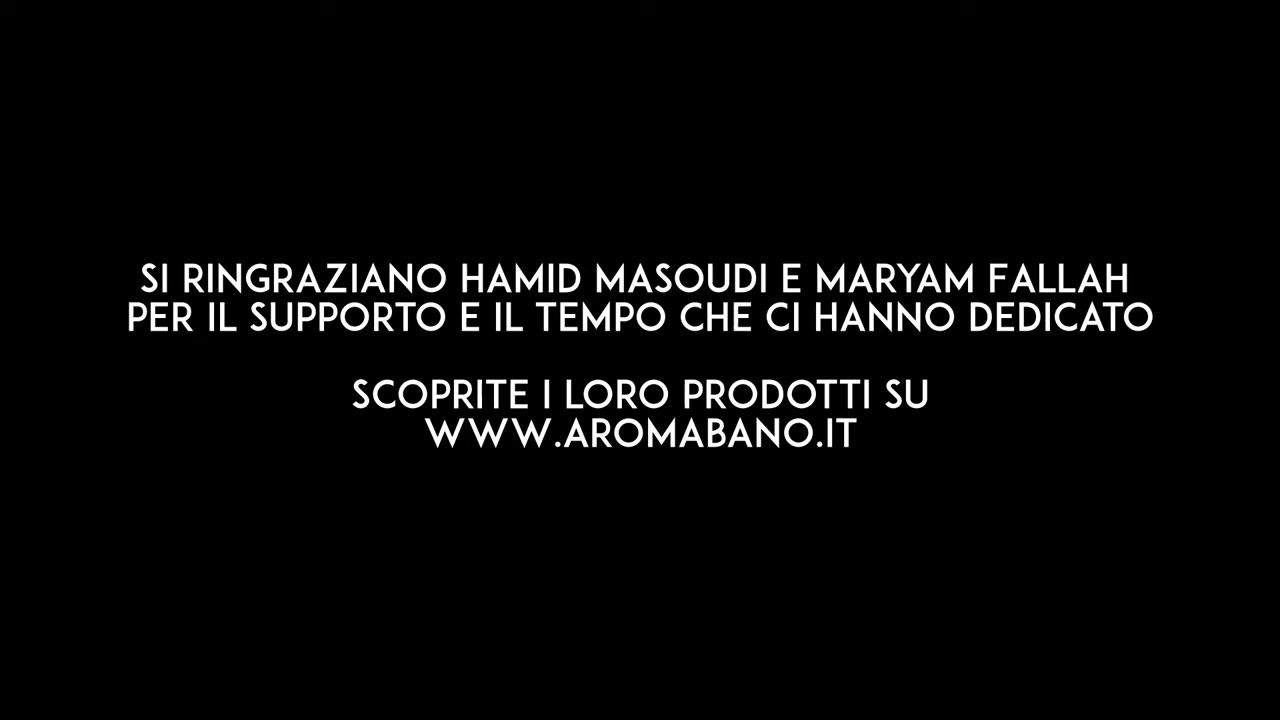 SI RINGRAZIANO HAMID MASOUDI E MARYAM FALLAH
PER IL SUPPORTO E IL TEMPO CHE CI HANNO DEDICATO
SCOPRITE I LORO PRODOTTI SU
WWW.AROMABANO.IT